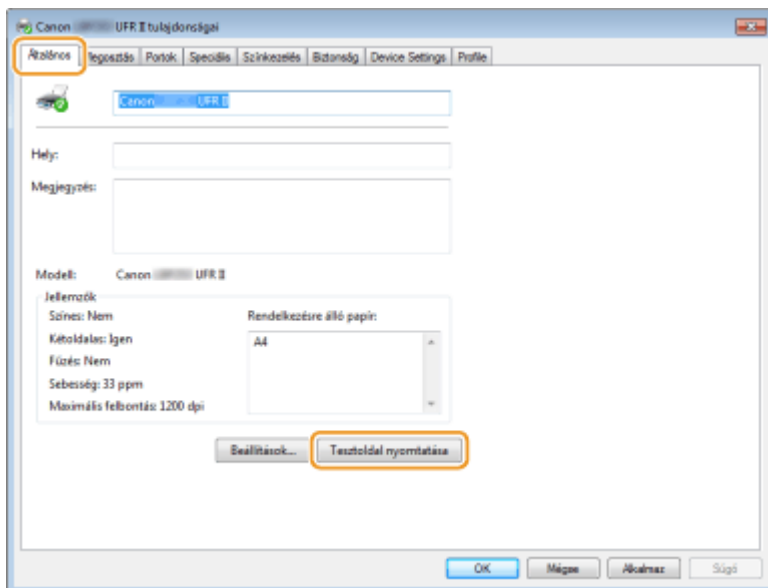 Canon UFR II tulajdonságai
Általános Megosztás Portok Speciális Színkezelés Biztonság Device Settings Profile
Canon UFR II
Hely:
Megjegyzés:
Modell: Canon UFR II
Jellemzők
Színes: Nem Rendelkezésre álló papír:
Kétoldalas: Igen A4
Fűzés: Nem
Sebesség: 33 ppm
Maximális felbontás: 1200 dpi
Beállítások... Tesztoldal nyomtatása
OK Mégse Alkalmaz Súgó